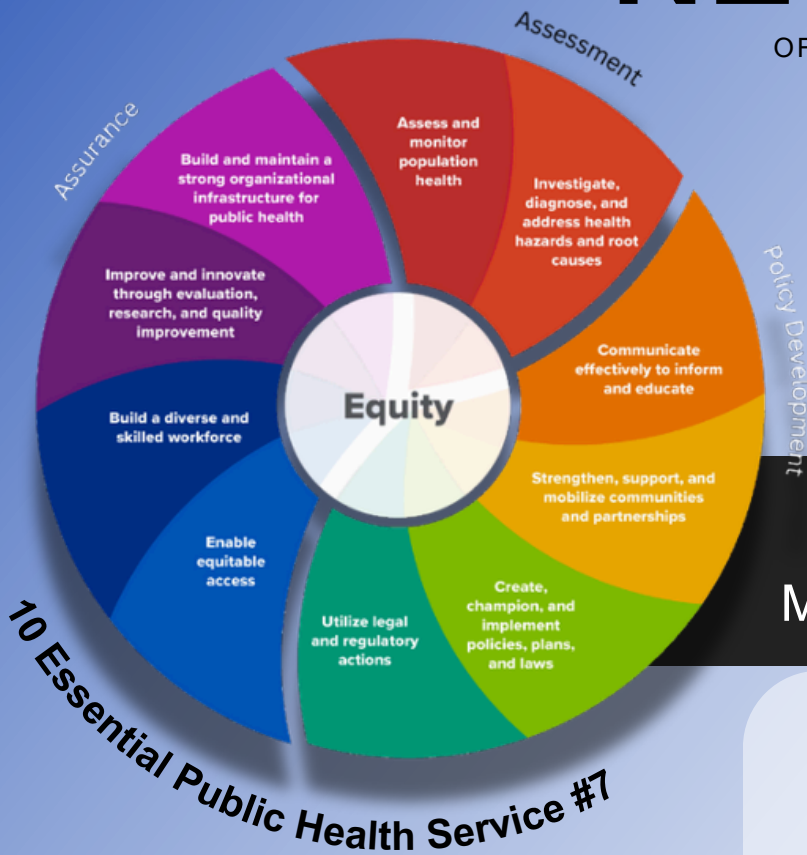 OF
Assessment
Assurance
Policy Development
Assess and
monitor
population
health
Investigate,
diagnose, and
address health
hazards and root
causes
Communicate
effectively to inform
and educate
Strengthen, support, and
mobilize communities
and partnerships
Create,
champion, and
implement
policies, plans,
and laws
Utilize legal
and regulatory
actions
Enable
equitable
access
Build a diverse and
skilled workforce
Improve and innovate
through evaluation,
research, and quality
improvement
Build and maintain a
strong organizational
infrastructure for
public health
Equity
M
10 Essential Public Health Service #7